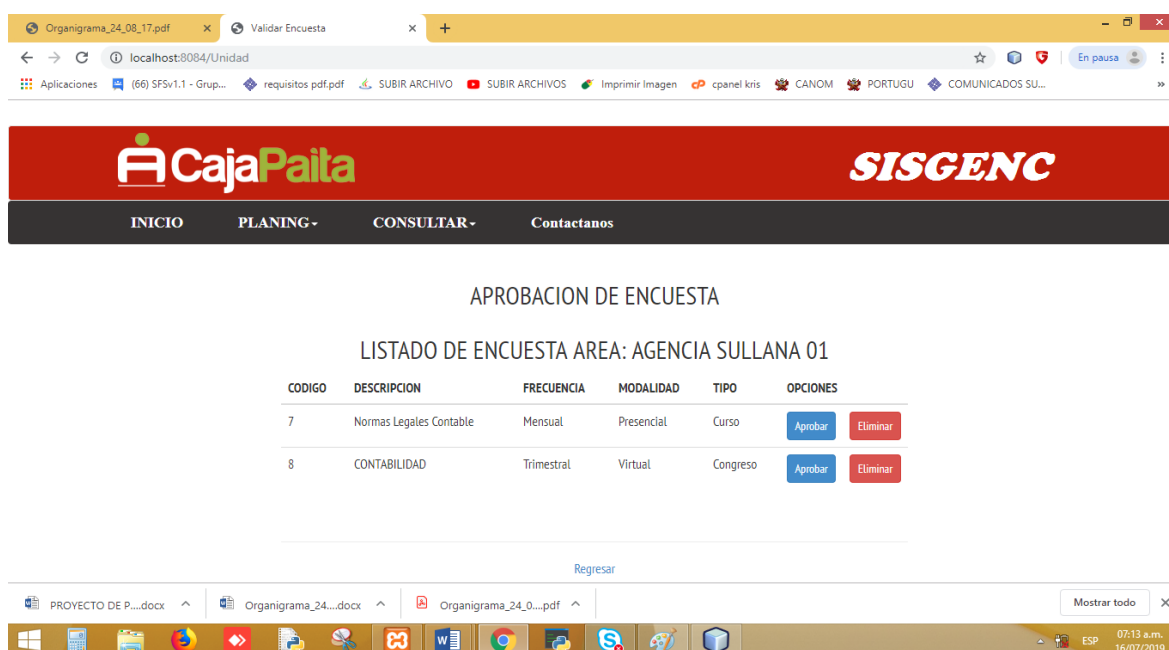 Organigrama_24_08_17.pdf
Validar Encuesta
localhost:8084/Unidad
En pausa
Aplicaciones
(66) SFSv1.1 - Grup...
requisitos pdf.pdf
SUBIR ARCHIVO
SUBIR ARCHIVOS
Imprimir Imagen
cpanel kris
CANOM
PORTUGU
COMUNICADOS SU...
»
CajaPaita
SISGENC
INICIO
PLANING
CONSULTAR
Contactanos
APROBACION DE ENCUESTA
LISTADO DE ENCUESTA AREA: AGENCIA SULLANA 01
CODIGO DESCRIPCION FRECUENCIA MODALIDAD TIPO OPCIONES
7 Normas Legales Contable Mensual Presencial Curso Aprobar Eliminar
8 CONTABILIDAD Trimestral Virtual Congreso Aprobar Eliminar
Regresar
PROYECTO DE P....docx
Organigrama_24....docx
Organigrama_24_0....pdf
Mostrar todo
ESP
07:13 a.m.
16/07/2019